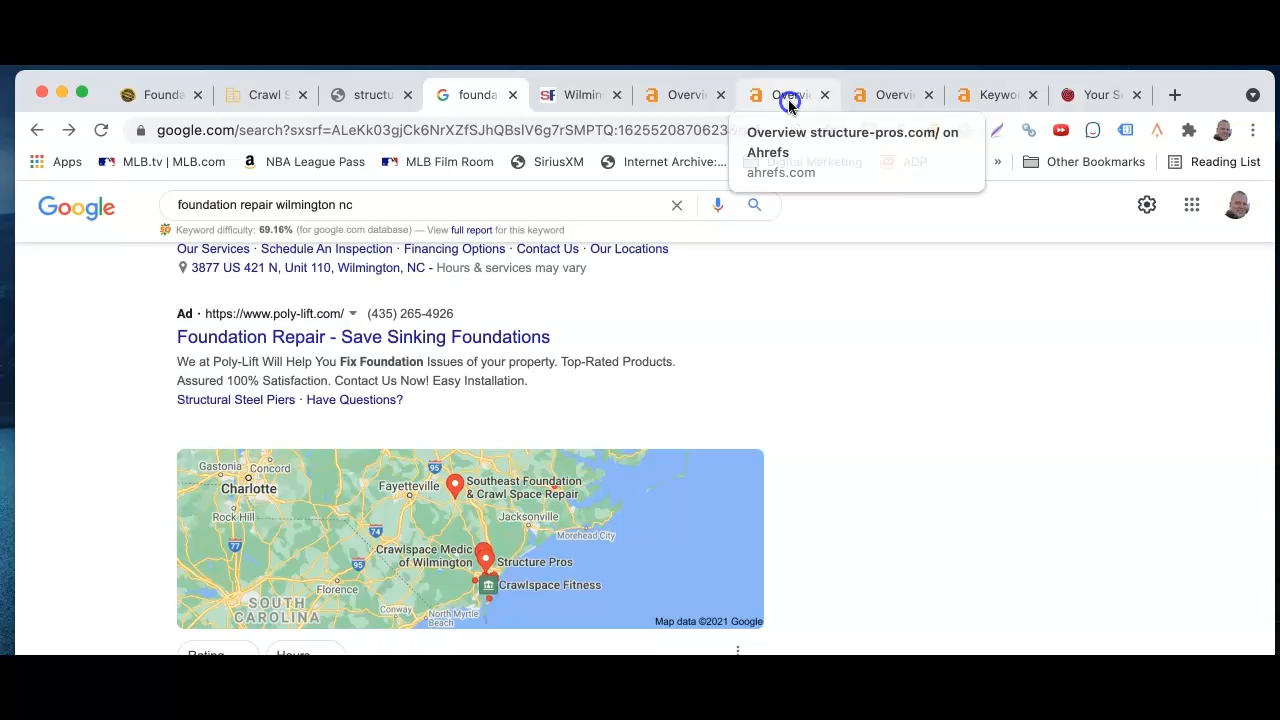 Founda
Crawl S
structu
founda
Wilmin
Overvi
Overvi
Overvi
Keywo
Your S
google.com/search?sxsrf=ALeKk03gjCk6NrXZfSJhQBsIV6g7rSMPTQ:1625520870623
Overview structure-pros.com/ on
Ahrefs
ahrefs.com
Apps
MLB.tv | MLB.com
NBA League Pass
MLB Film Room
SiriusXM
Internet Archive:...
Digital Marketing
ADP
»
Other Bookmarks
Reading List
Google
foundation repair wilmington nc
Keyword difficulty: 69.16% (for google.com database) — View full report for this keyword
Our Services · Schedule An Inspection · Financing Options · Contact Us · Our Locations
3877 US 421 N, Unit 110, Wilmington, NC - Hours & services may vary
Ad · https://www.poly-lift.com/ (435) 265-4926
Foundation Repair - Save Sinking Foundations
We at Poly-Lift Will Help You Fix Foundation Issues of your property. Top-Rated Products.
Assured 100% Satisfaction. Contact Us Now! Easy Installation.
Structural Steel Piers · Have Questions?
Gastonia
Concord
Charlotte
Rock Hill
Fayetteville
95
Southeast Foundation
& Crawl Space Repair
Jacksonville
Morehead City
74
77
Crawlspace Medic
of Wilmington
Structure Pros
95
Crawlspace Fitness
Florence
SOUTH
CAROLINA
Conway
North Myrtle
Beach
Map data ©2021 Google
Rating
Hours